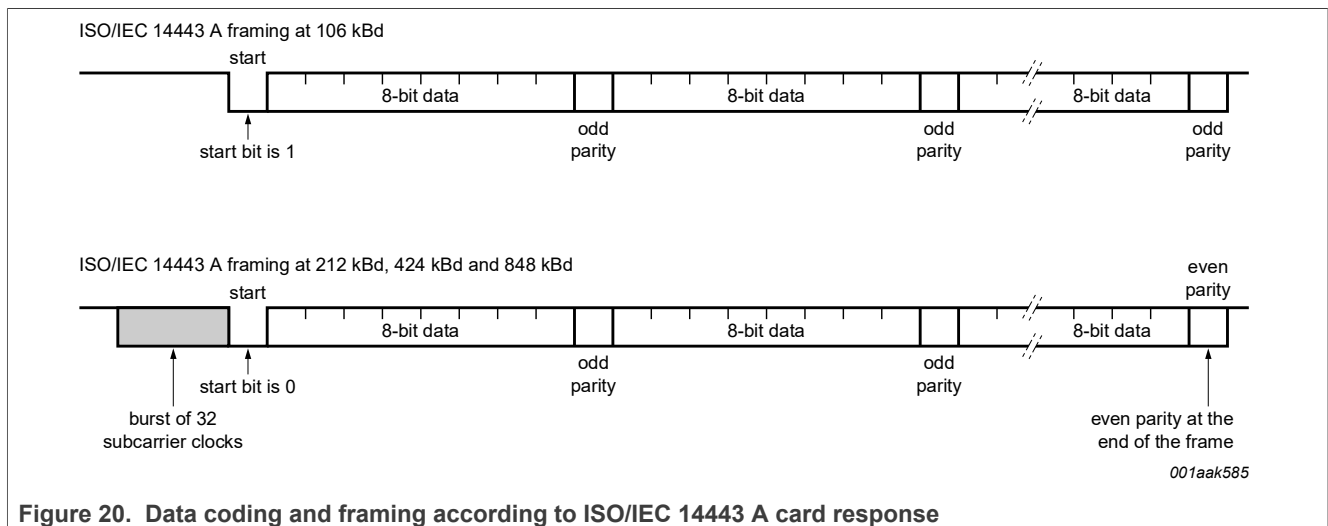 ISO/IEC 14443 A framing at 106 kBd
start
8-bit data
8-bit data
8-bit data
start bit is 1
odd
parity
odd
parity
odd
parity
ISO/IEC 14443 A framing at 212 kBd, 424 kBd and 848 kBd
even
parity
start
8-bit data
8-bit data
8-bit data
start bit is 0
odd
parity
odd
parity
burst of 32
subcarrier clocks
even parity at the
end of the frame
001aak585
Figure 20. Data coding and framing according to ISO/IEC 14443 A card response